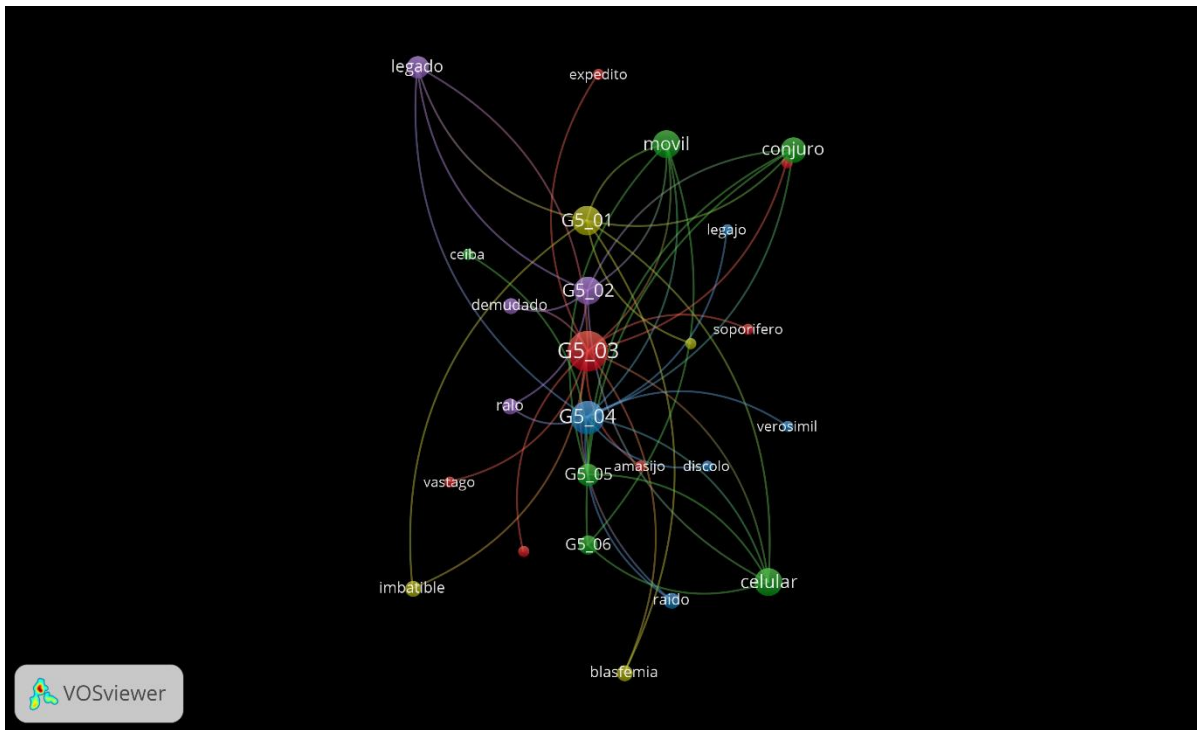 legado
expedito
movil
conjuro
G5_01
legajo
ceiba
G5_02
demudado
soporifero
G5_03
ralo
G5_04
verosimil
amasijo
discolo
G5_05
vastago
G5_06
celular
imbatible
raido
blasfemia
VOSviewer